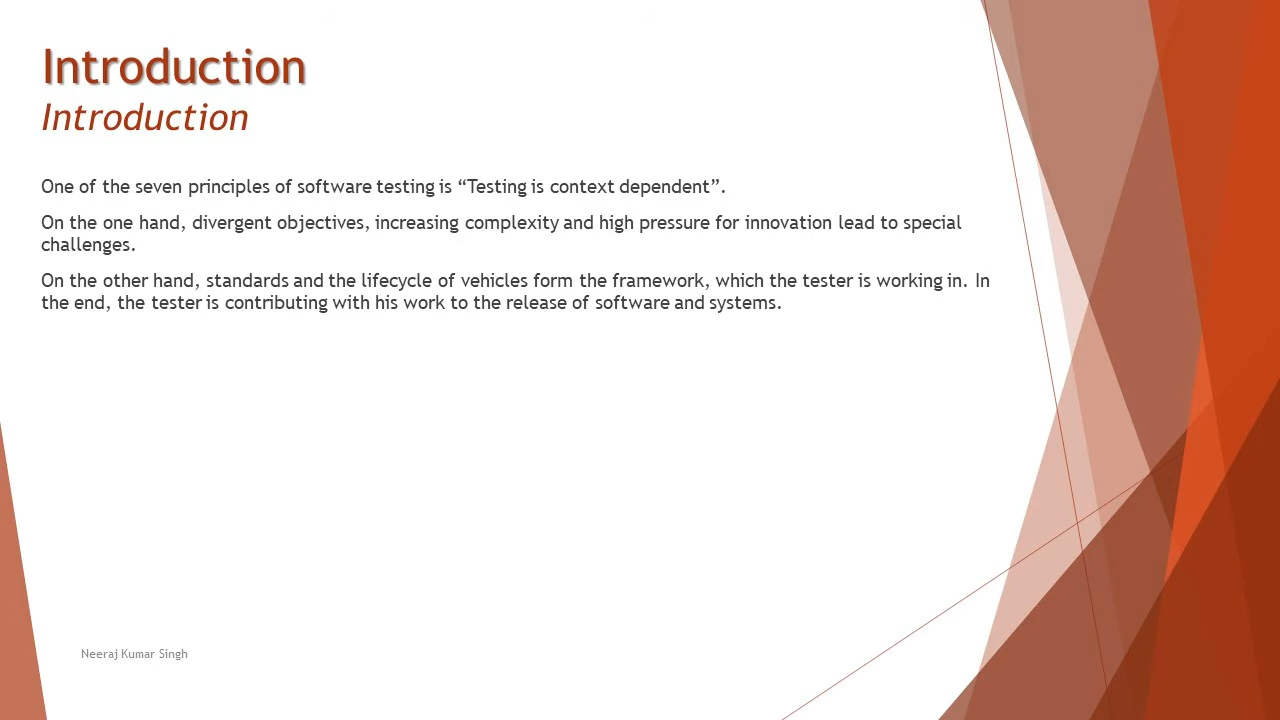 Introduction
Introduction
One of the seven principles of software testing is “Testing is context dependent”.
On the one hand, divergent objectives, increasing complexity and high pressure for innovation lead to special
challenges.
On the other hand, standards and the lifecycle of vehicles form the framework, which the tester is working in. In
the end, the tester is contributing with his work to the release of software and systems.
Neeraj Kumar Singh